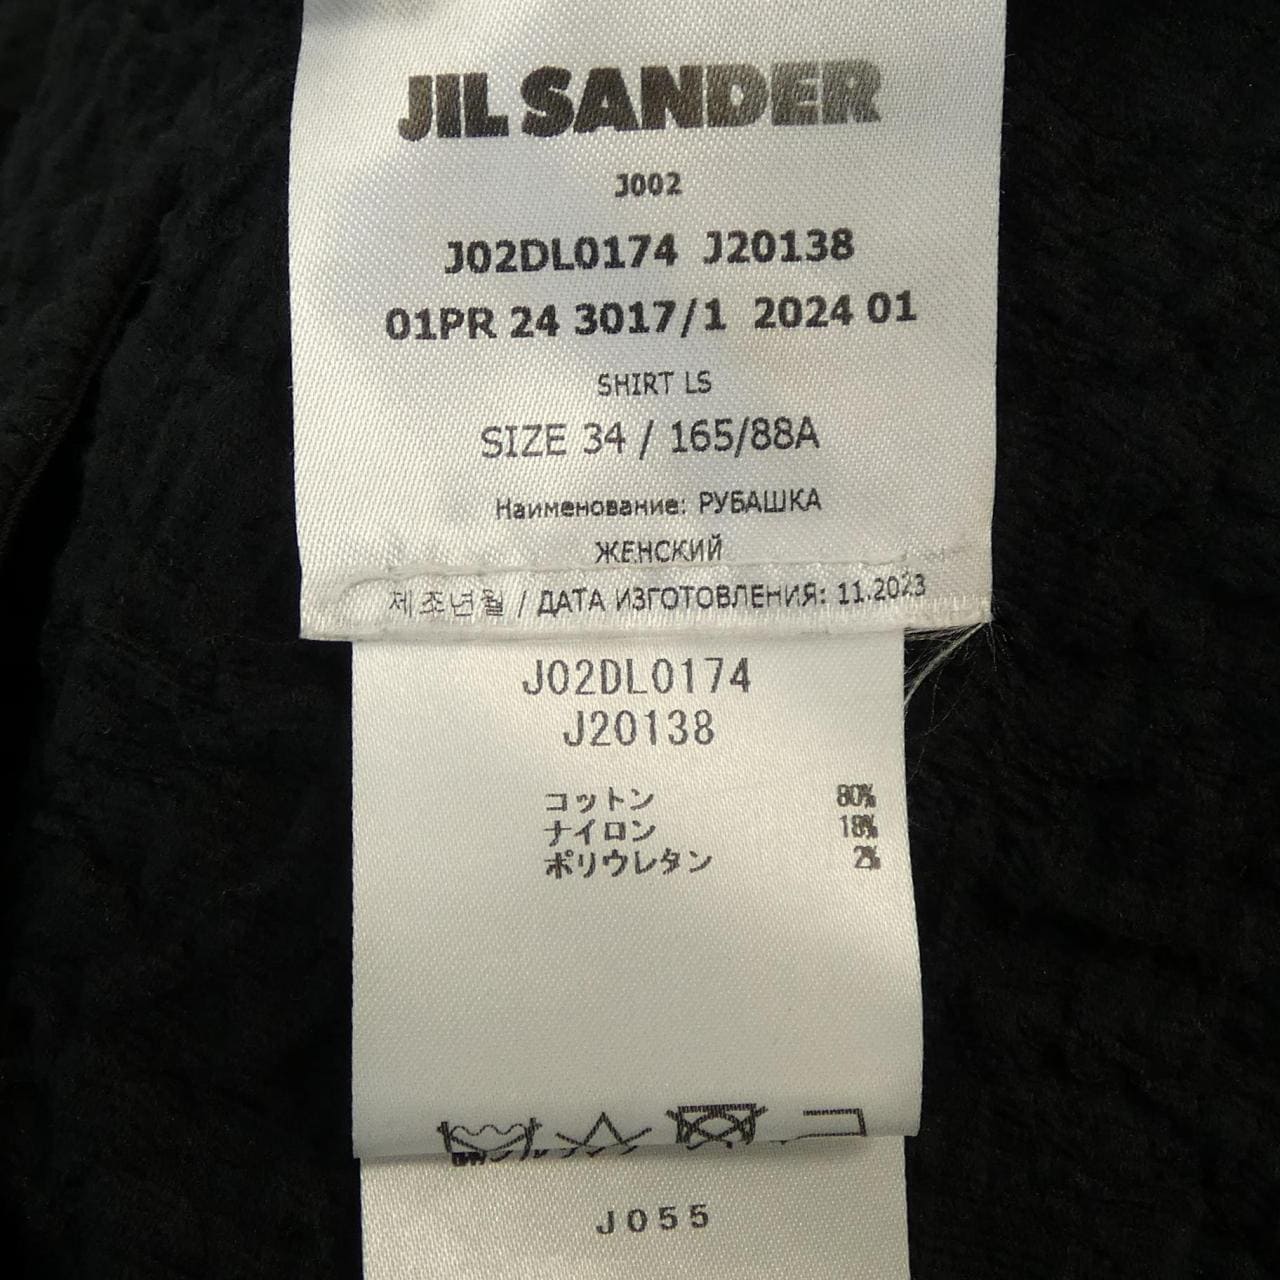 JIL SANDER
J002
J02DL0174 J20138
01PR 24 3017/1 2024 01
SHIRT LS
SIZE 34 / 165/88A
Наименование: РУБАШКА
ЖЕНСКИЙ
제조년월 / ДАТА ИЗГОТОВЛЕНИЯ: 11.2023
J02DL0174
J20138
コットン 80%
ナイロン 18%
ポリウレタン 2%
J055